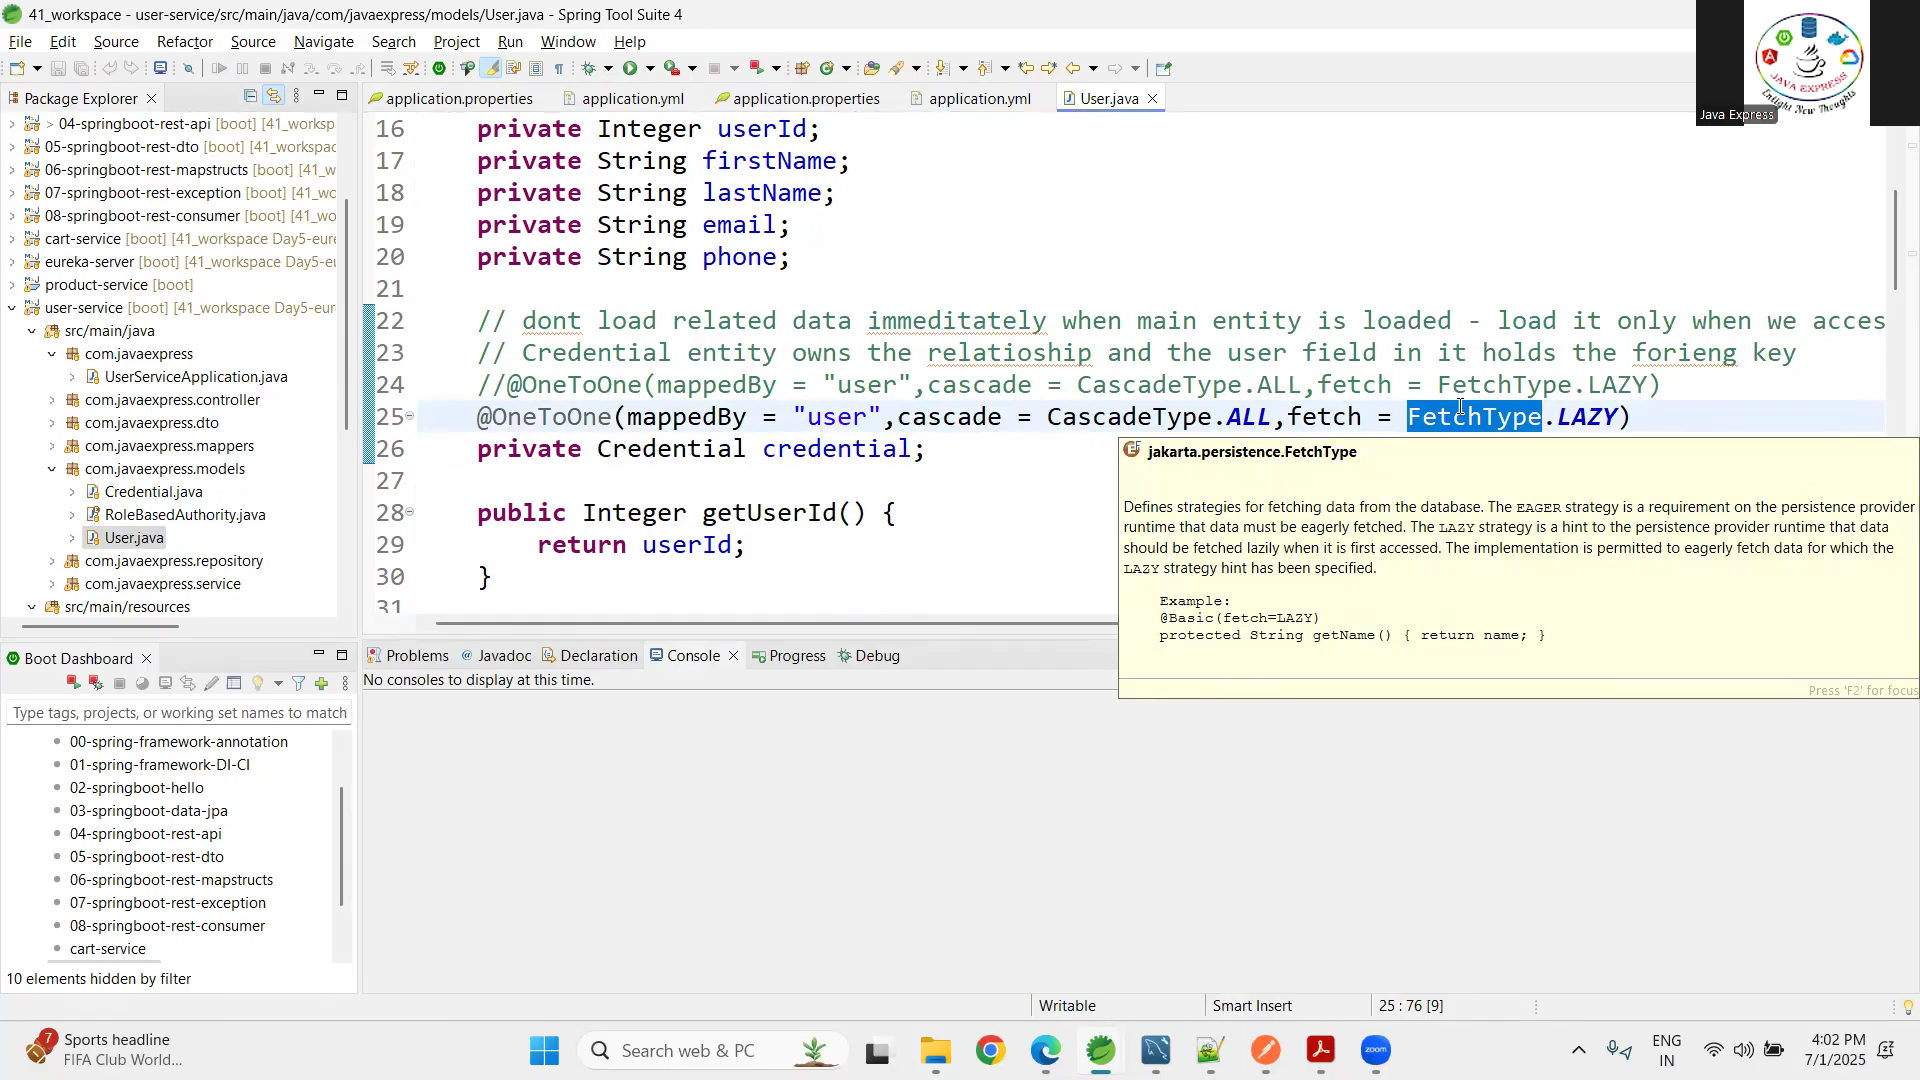 41_workspace - user-service/src/main/java/com/javaexpress/models/User.java - Spring Tool Suite 4
File Edit Source Refactor Source Navigate Search Project Run Window Help
JAVA EXPRESS
Enlight New Thoughts
Java Express
Package Explorer
> 04-springboot-rest-api [boot] [41_worksp
05-springboot-rest-dto [boot] [41_workspac
06-springboot-rest-mapstructs [boot] [41_w
07-springboot-rest-exception [boot] [41_wo
08-springboot-rest-consumer [boot] [41_wo
cart-service [boot] [41_workspace Day5-eure
eureka-server [boot] [41_workspace Day5-eu
product-service [boot]
user-service [boot] [41_workspace Day5-eur
src/main/java
com.javaexpress
UserServiceApplication.java
com.javaexpress.controller
com.javaexpress.dto
com.javaexpress.mappers
com.javaexpress.models
Credential.java
RoleBasedAuthority.java
User.java
com.javaexpress.repository
com.javaexpress.service
src/main/resources
application.properties application.yml application.properties application.yml User.java
16 private Integer userId;
17 private String firstName;
18 private String lastName;
19 private String email;
20 private String phone;
21
22 // dont load related data immeditately when main entity is loaded - load it only when we acces
23 // Credential entity owns the relatioship and the user field in it holds the forieng key
24 //@OneToOne(mappedBy = "user",cascade = CascadeType.ALL,fetch = FetchType.LAZY)
25 @OneToOne(mappedBy = "user",cascade = CascadeType.ALL,fetch = FetchType.LAZY)
26 private Credential credential;
27
28 public Integer getUserId() {
29 return userId;
30 }
31
jakarta.persistence.FetchType
Defines strategies for fetching data from the database. The EAGER strategy is a requirement on the persistence provider
runtime that data must be eagerly fetched. The LAZY strategy is a hint to the persistence provider runtime that data
should be fetched lazily when it is first accessed. The implementation is permitted to eagerly fetch data for which the
LAZY strategy hint has been specified.
Example:
@Basic(fetch=LAZY)
protected String getName() { return name; }
Press 'F2' for focus
Boot Dashboard
Type tags, projects, or working set names to match
00-spring-framework-annotation
01-spring-framework-DI-CI
02-springboot-hello
03-springboot-data-jpa
04-springboot-rest-api
05-springboot-rest-dto
06-springboot-rest-mapstructs
07-springboot-rest-exception
08-springboot-rest-consumer
cart-service
10 elements hidden by filter
Problems @ Javadoc Declaration Console Progress Debug
No consoles to display at this time.
Writable Smart Insert 25 : 76 [9]
7
Sports headline
FIFA Club World...
Search web & PC
zoom
ENG
IN
4:02 PM
7/1/2025